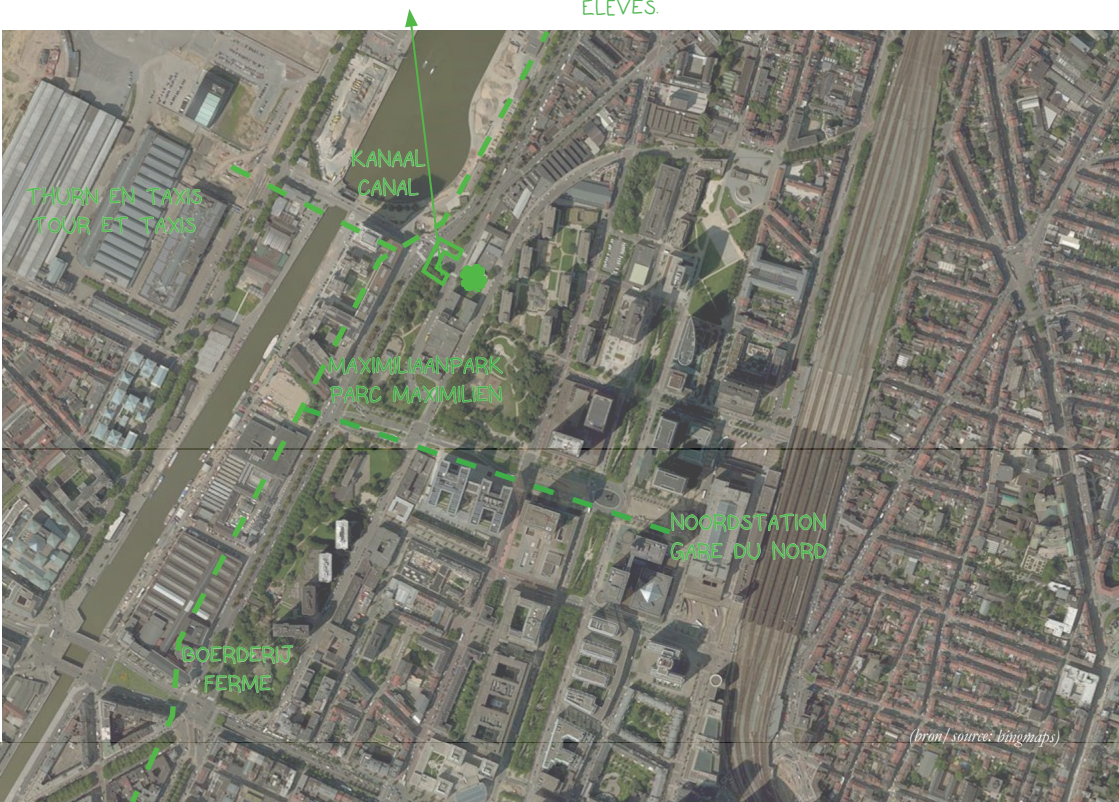 ELEVES.
KANAAL
CANAL
THURN EN TAXIS
TOUR ET TAXIS
MAXIMILIAANPARK
PARC MAXIMILIEN
NOORDSTATION
GARE DU NORD
BOERDERIJ
FERME
(bron/ source: bingmaps)